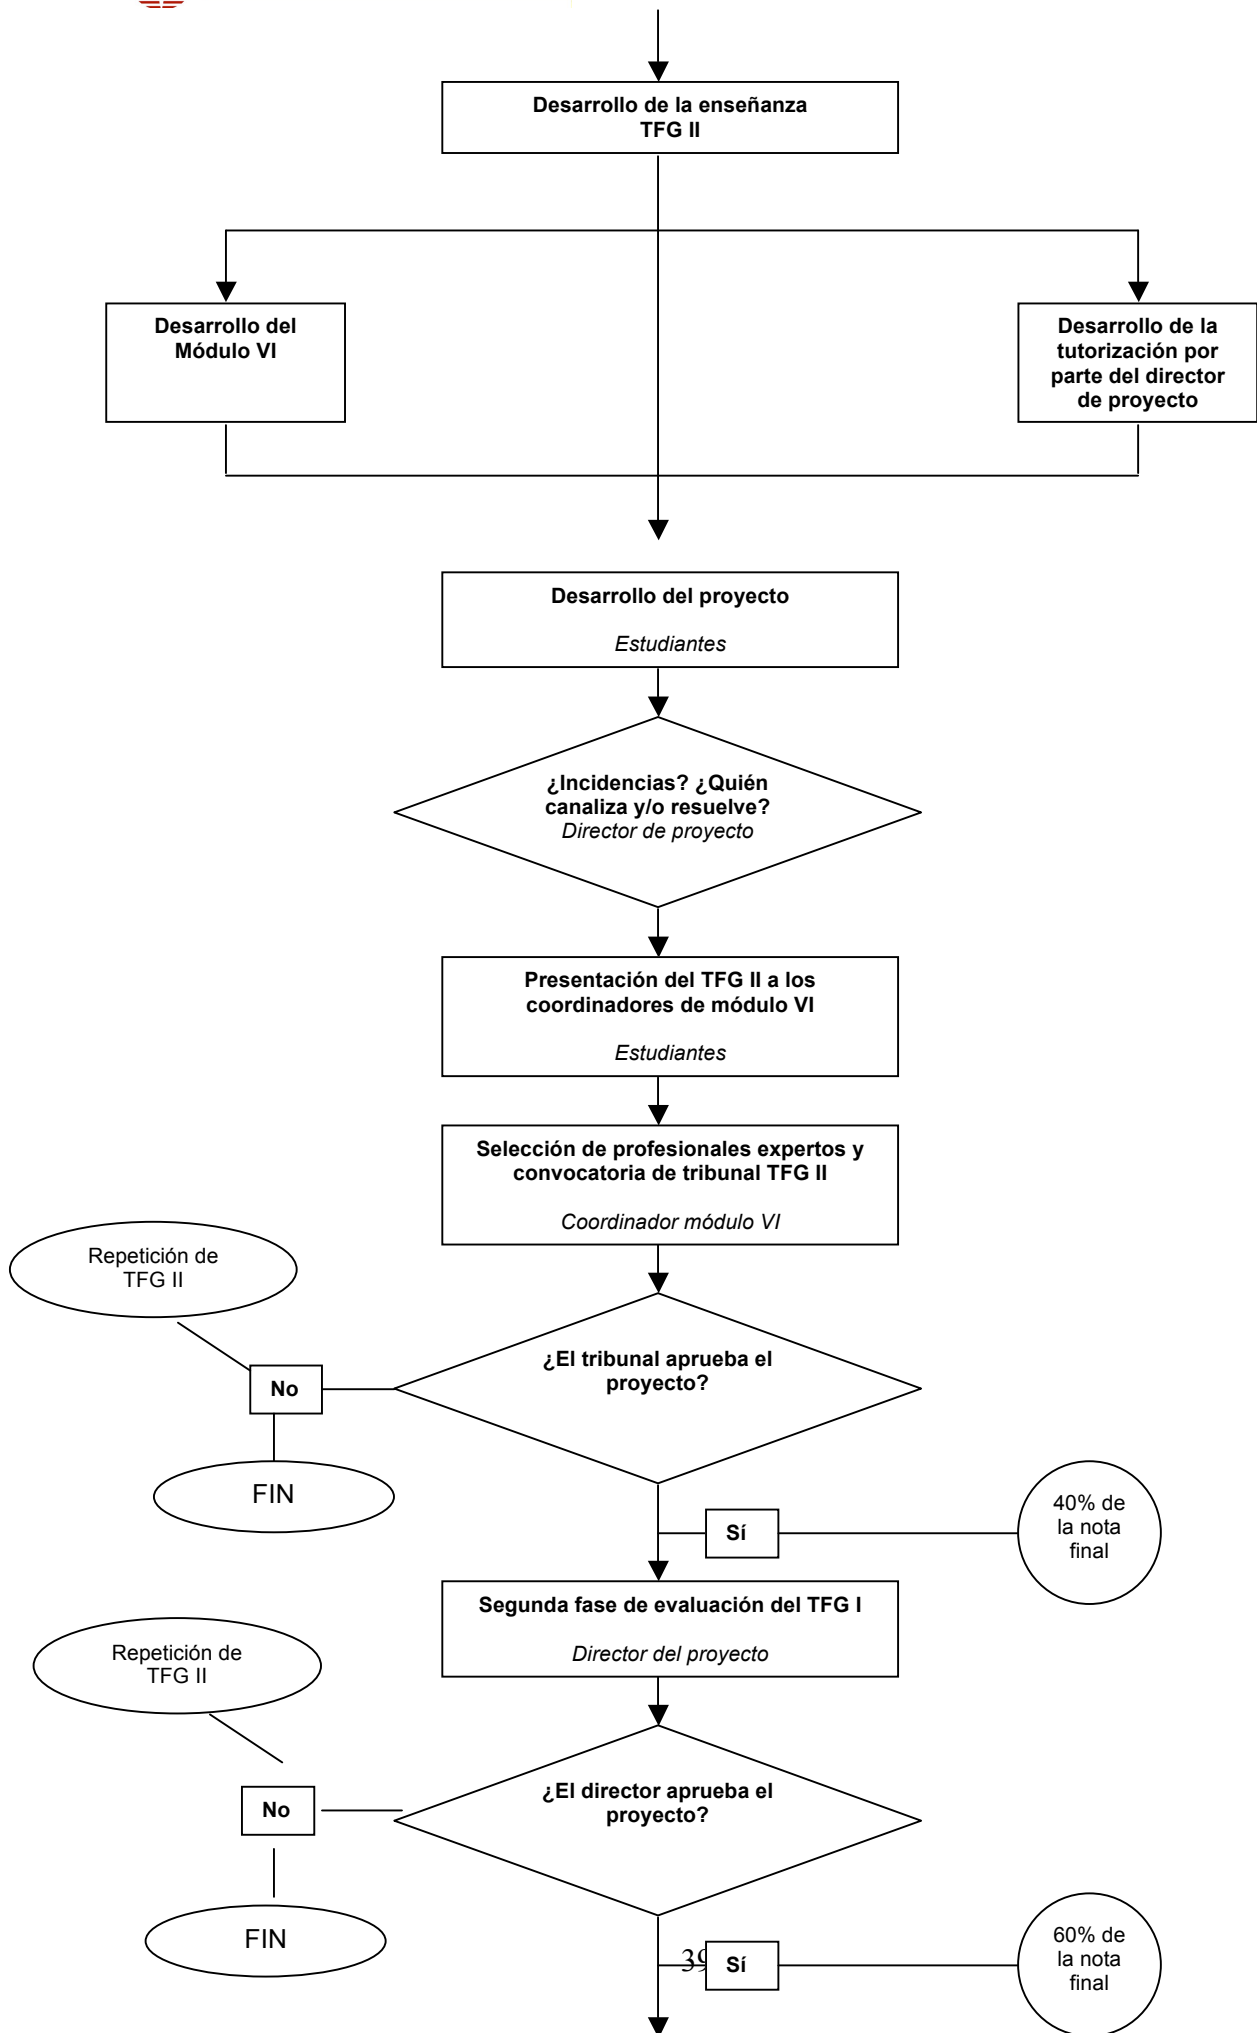 Desarrollo de la enseñanza
TFG II
Desarrollo del
Módulo VI
Desarrollo de la
tutorización por
parte del director
de proyecto
Desarrollo del proyecto
Estudiantes
¿Incidencias? ¿Quién
canaliza y/o resuelve?
Director de proyecto
Presentación del TFG II a los
coordinadores de módulo VI
Estudiantes
Selección de profesionales expertos y
convocatoria de tribunal TFG II
Coordinador módulo VI
Repetición de
TFG II
¿El tribunal aprueba el
proyecto?
No
FIN
Sí
40% de
la nota
final
Segunda fase de evaluación del TFG I
Director del proyecto
Repetición de
TFG II
¿El director aprueba el
proyecto?
No
FIN
39
Sí
60% de
la nota
final